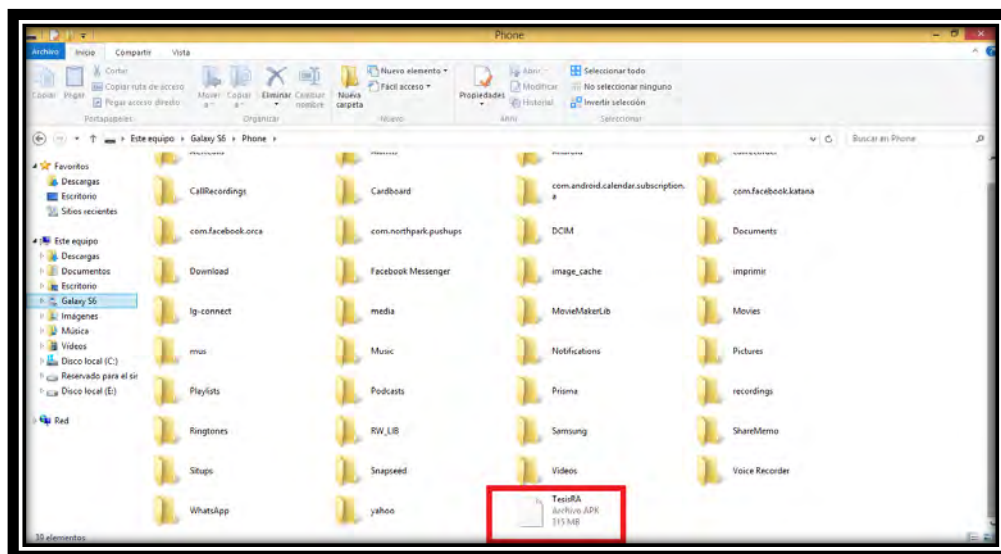 Phone
Archivo Inicio Compartir Vista
Copiar Pegar
Cortar
Copiar ruta de acceso
Pegar acceso directo
Portapapeles
Mover a
Copiar a
Eliminar
Cambiar nombre
Organizar
Nueva carpeta
Nuevo elemento
Fácil acceso
Nuevo
Propiedades
Abrir
Modificar
Historial
Abrir
Seleccionar todo
No seleccionar ninguno
Invertir selección
Seleccionar
Este equipo Galaxy S6 Phone
Buscar en Phone
Favoritos
Descargas
Escritorio
Sitios recientes
Este equipo
Descargas
Documentos
Escritorio
Galaxy S6
Imágenes
Música
Vídeos
Disco local (C:)
Reservado para el sis
Disco local (E:)
Red
CallRecordings Cardboard com.android.calendar.subscription.a com.facebook.katana
com.facebook.orca com.northpark.pushups DCIM Documents
Download Facebook Messenger image_cache imprimir
lg-connect media MovieMakerLib Movies
mus Music Notifications Pictures
Playlists Podcasts Prisma recordings
Ringtones RW_LIB Samsung ShareMemo
Situps Snapseed Videos Voice Recorder
WhatsApp yahoo TesisRA
Archivo APK
315 MB
39 elementos